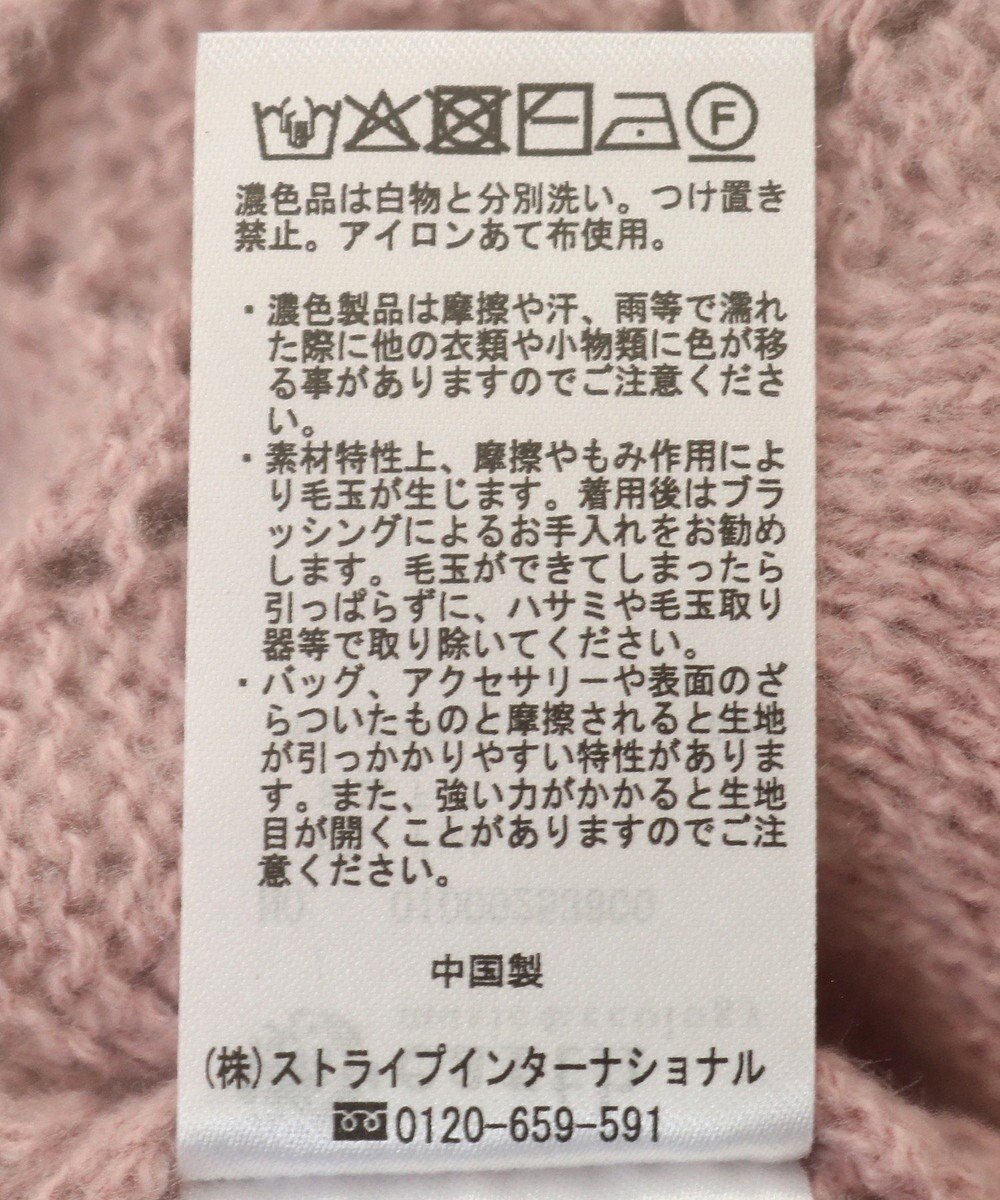 F
濃色品は白物と分別洗い。つけ置き
禁止。アイロンあて布使用。
・濃色製品は摩擦や汗、雨等で濡れ
た際に他の衣類や小物類に色が移
る事がありますのでご注意くださ
い。
・素材特性上、摩擦やもみ作用によ
り毛玉が生じます。着用後はブラ
ッシングによるお手入れをお勧め
します。毛玉ができてしまったら
引っぱらずに、ハサミや毛玉取り
器等で取り除いてください。
・バッグ、アクセサリーや表面のざ
らついたものと摩擦されると生地
が引っかかりやすい特性がありま
す。また、強い力がかかると生地
目が開くことがありますのでご注
意ください。
中国製
(株)ストライプインターナショナル
0120-659-591